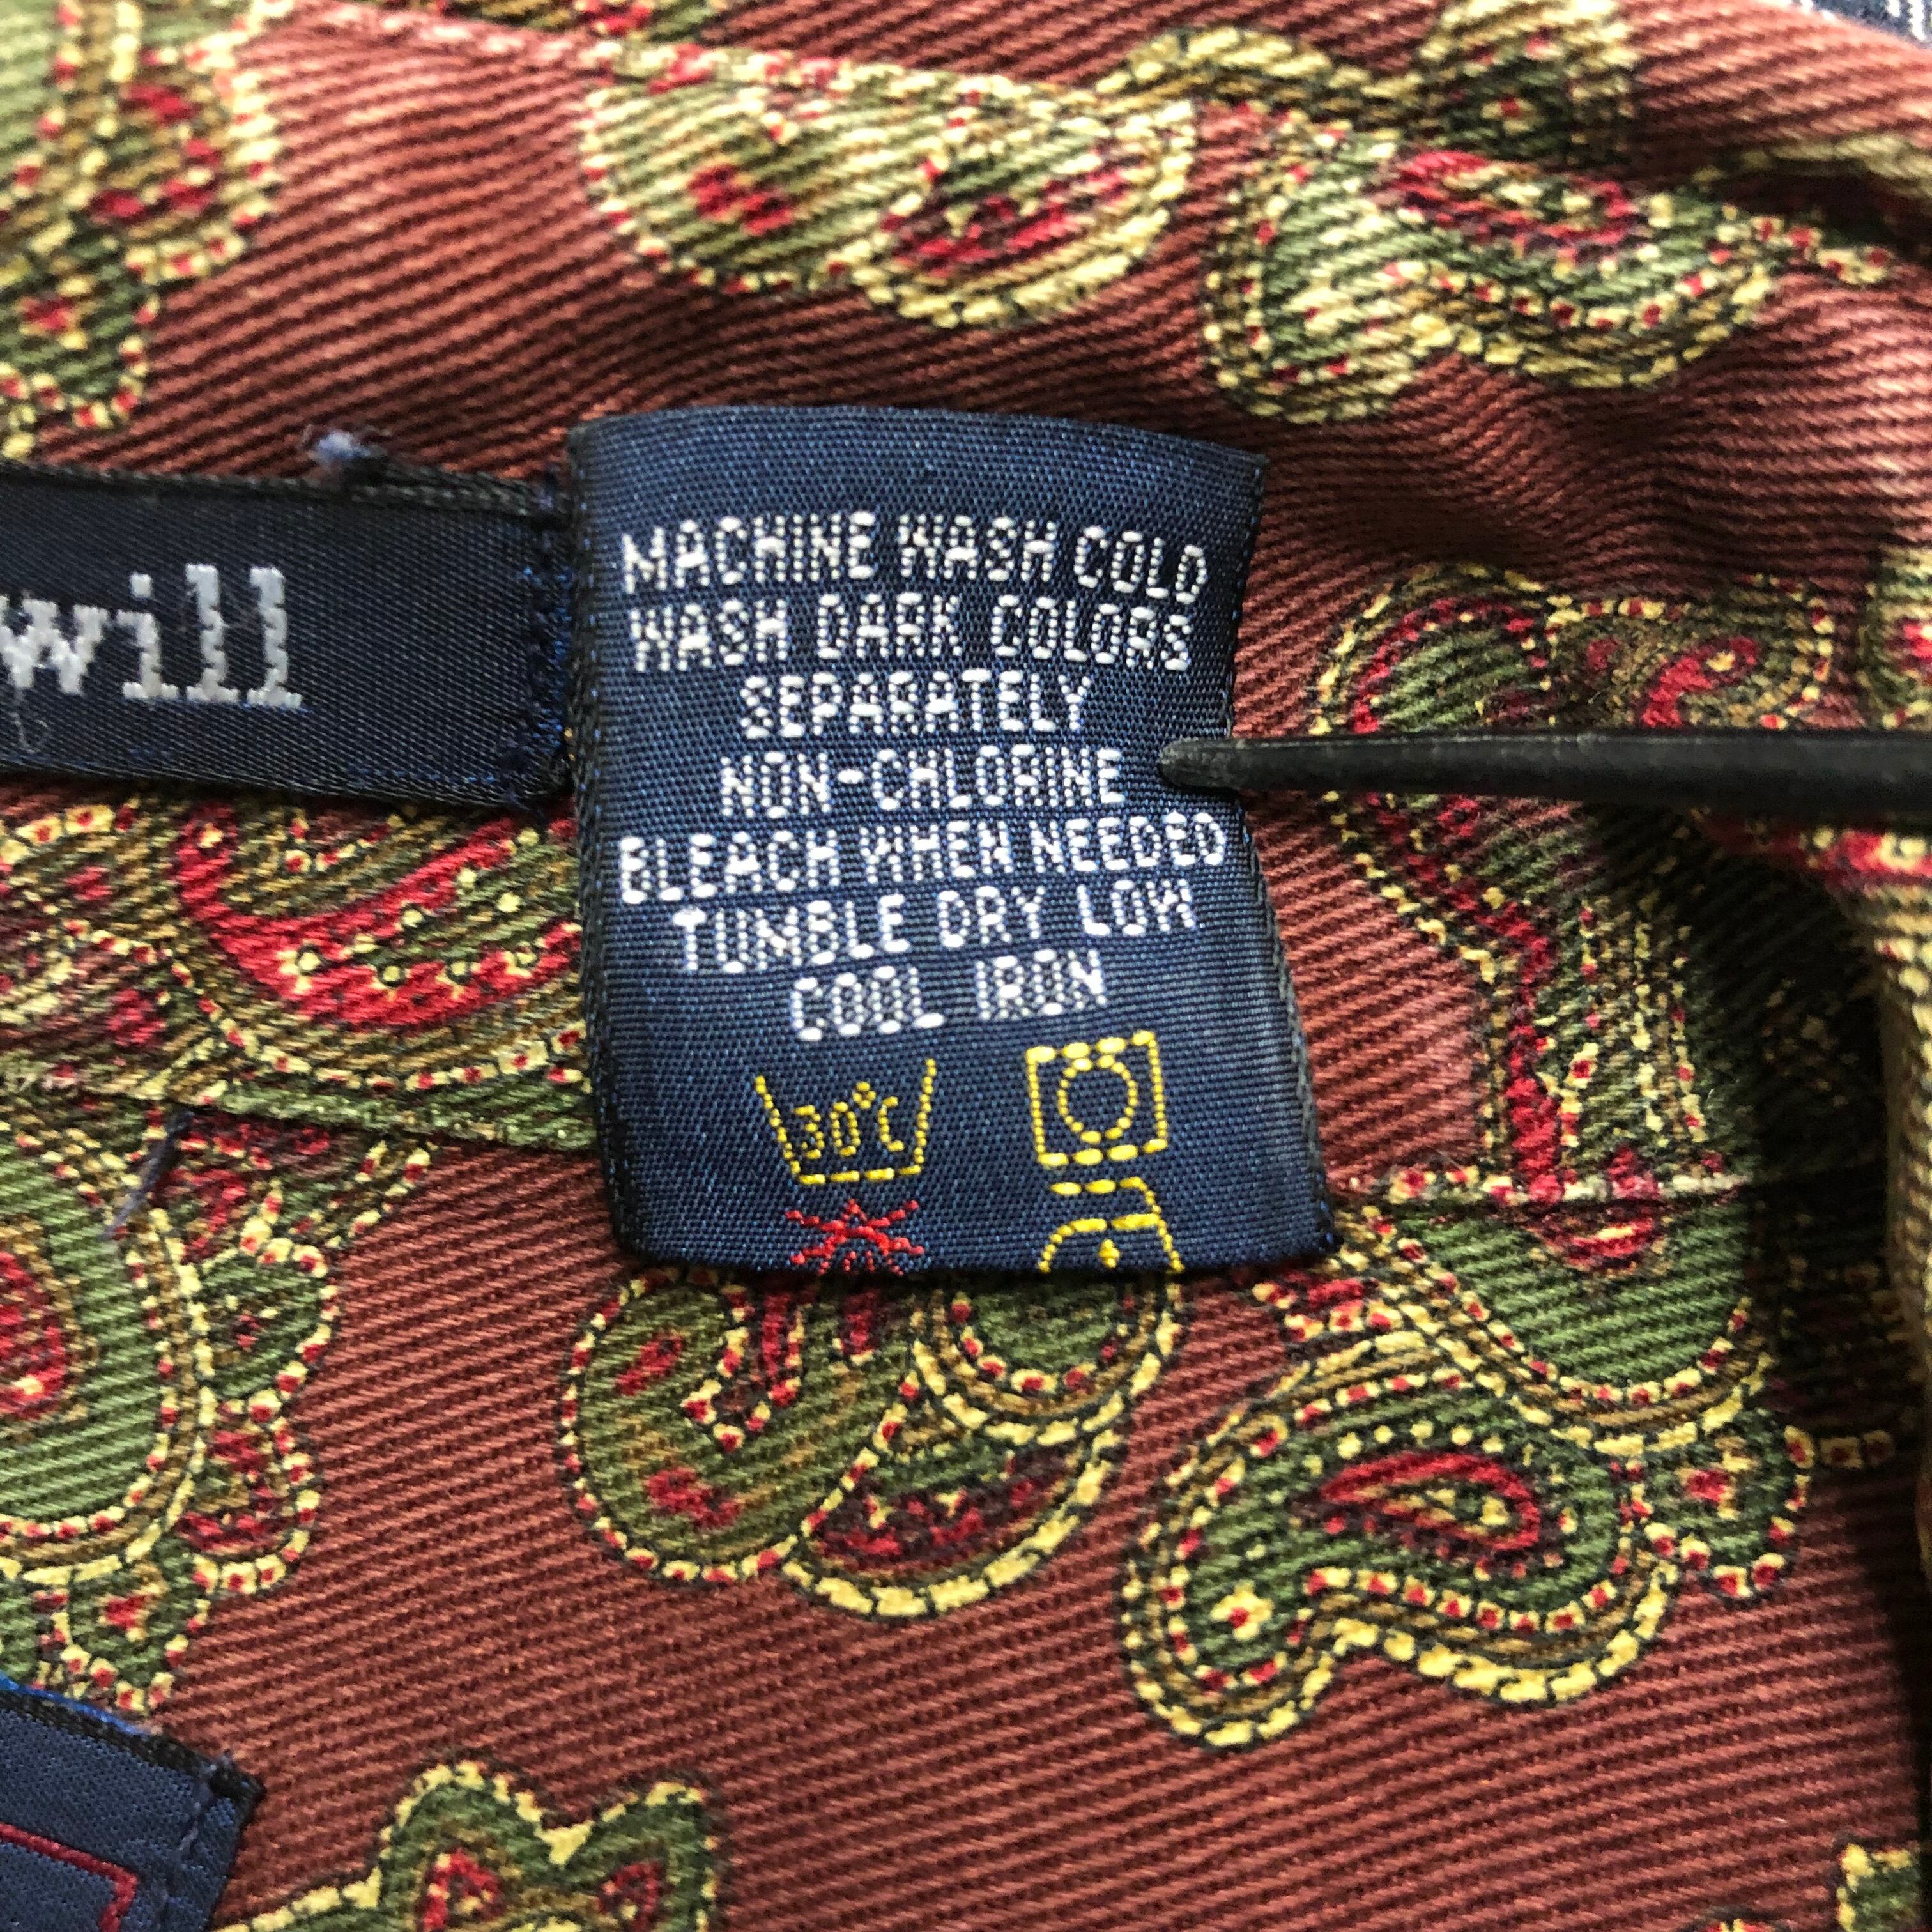 will
MACHINE WASH COLD
WASH DARK COLORS
SEPARATELY
NON-CHLORINE
BLEACH WHEN NEEDED
TUMBLE DRY LOW
COOL IRON
30°C